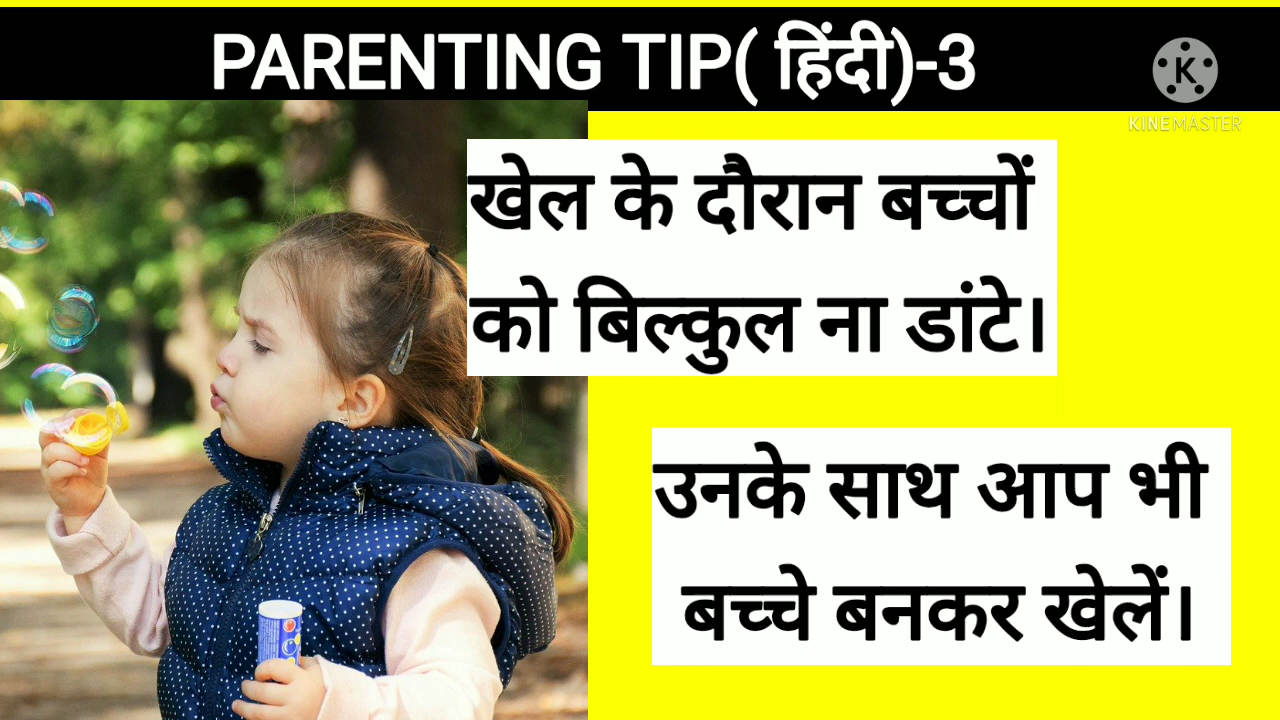 PARENTING TIP( हिंदी)-3
K
KINEMASTER
खेल के दौरान बच्चों
को बिल्कुल ना डांटे।
उनके साथ आप भी
बच्चे बनकर खेलें।